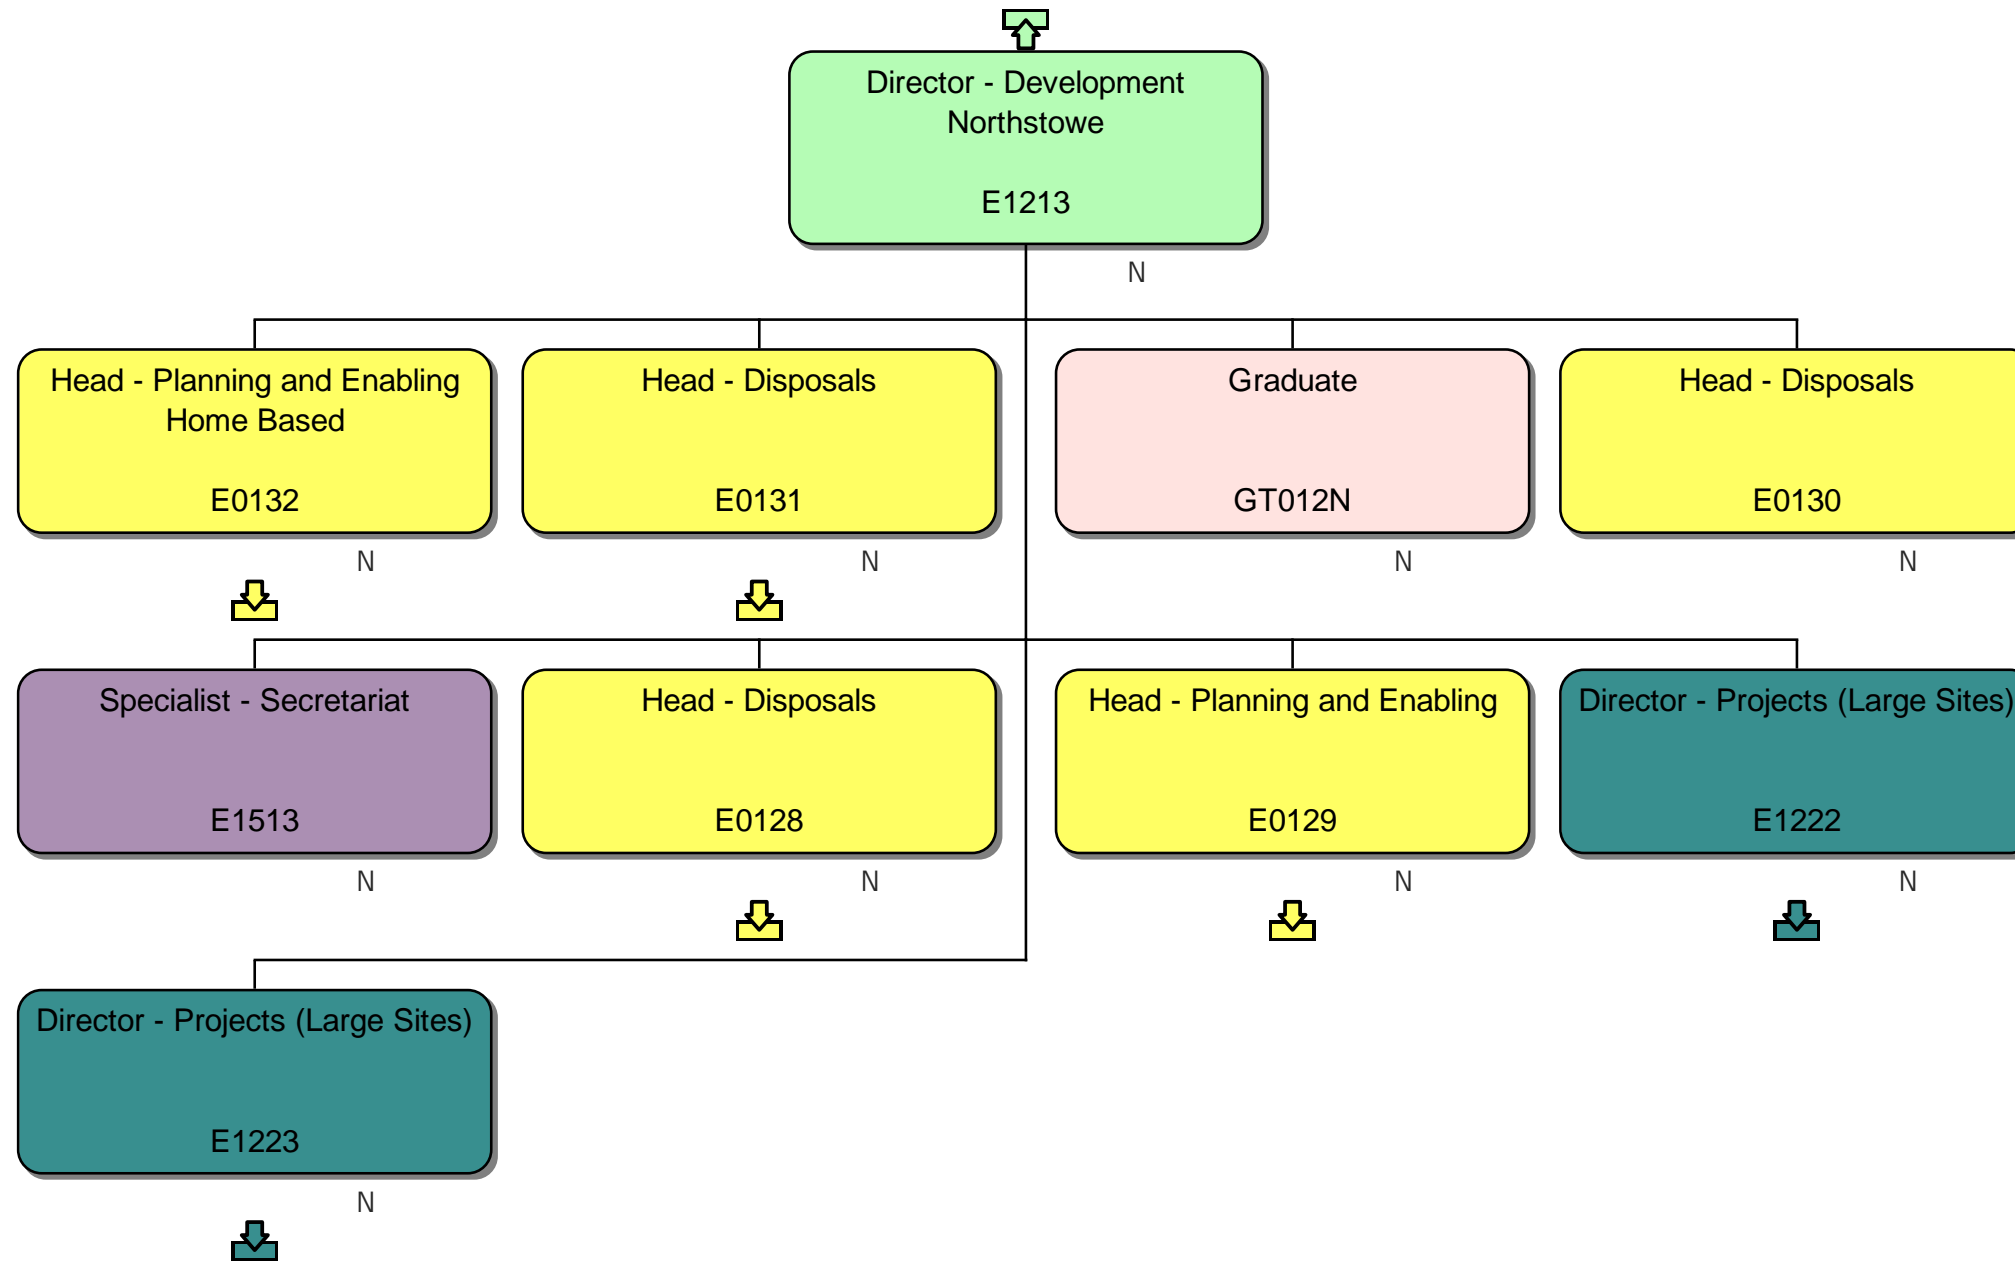 Director - Development
Northstowe
E1213
N
Head - Planning and Enabling
Home Based
E0132
N
Head - Disposals
E0131
N
Graduate
GT012N
N
Head - Disposals
E0130
N
Specialist - Secretariat
E1513
N
Head - Disposals
E0128
N
Head - Planning and Enabling
E0129
N
Director - Projects (Large Sites)
E1222
N
Director - Projects (Large Sites)
E1223
N